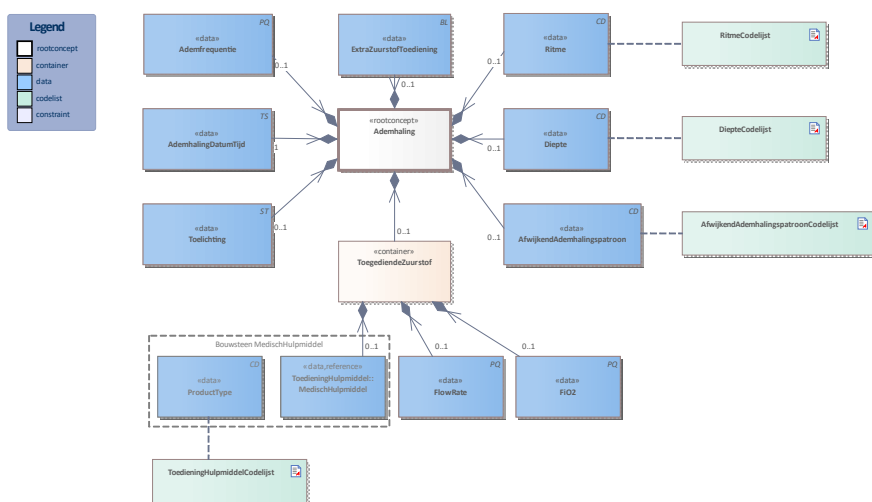 Legend
rootconcept
container
data
codelist
constraint
PQ
«data»
Ademfrequentie
0..1
BL
«data»
ExtraZuurstofToediening
0..1
CD
«data»
Ritme
0..1
RitmeCodelijst
TS
«data»
AdemhalingDatumTijd
1
«rootconcept»
Ademhaling
CD
«data»
Diepte
0..1
DiepteCodelijst
ST
«data»
Toelichting
0..1
0..1
CD
«data»
AfwijkendAdemhalingspatroon
0..1
AfwijkendAdemhalingspatroonCodelijst
«container»
ToegediendeZuurstof
Bouwsteen MedischHulpmiddel
0..1
0..1
0..1
CD
«data»
ProductType
«data,reference»
ToedieningHulpmiddel::
MedischHulpmiddel
PQ
«data»
FlowRate
PQ
«data»
FiO2
ToedieningHulpmiddelCodelijst